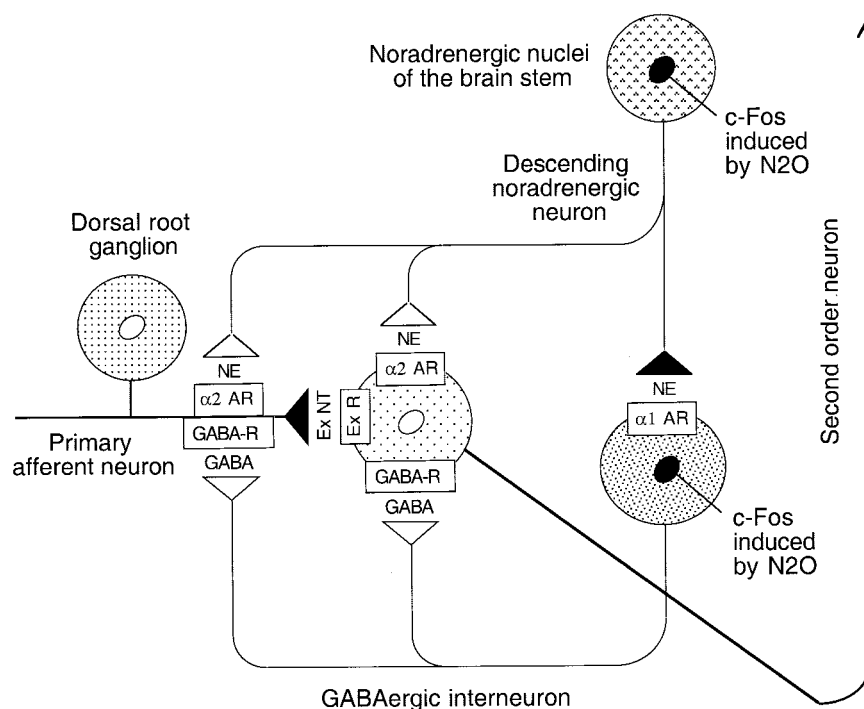 Noradrenergic nuclei
of the brain stem
c-Fos
induced
by N2O
Descending
noradrenergic
neuron
Dorsal root
ganglion
NE
α2 AR
GABA-R
GABA
Primary
afferent neuron
Ex NT
Ex R
NE
α2 AR
GABA-R
GABA
NE
α1 AR
c-Fos
induced
by N2O
Second order neuron
GABAergic interneuron